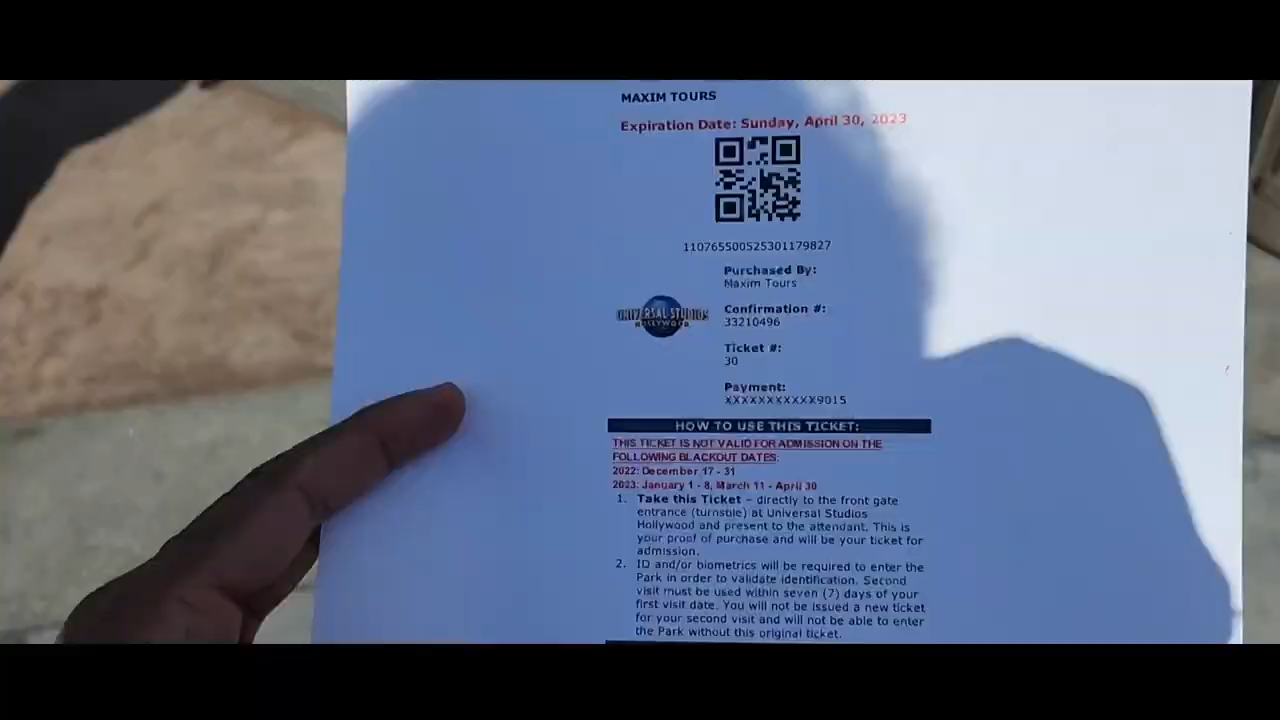 MAXIM TOURS
Expiration Date: Sunday, April 30, 2023
11076550052530117​9827
Purchased By:
Maxim Tours
UNIVERSAL STUDIOS
HOLLYWOOD
Confirmation #:
33210496
Ticket #:
30
Payment:
XXXXXXXXXXX9015
HOW TO USE THIS TICKET:
THIS TICKET IS NOT VALID FOR ADMISSION ON THE
FOLLOWING BLACKOUT DATES:
2022: December 17 - 31
2023: January 1 - 8, March 11 - April 30
1. Take this Ticket – directly to the front gate
entrance (turnstile) at Universal Studios
Hollywood and present to the attendant. This is
your proof of purchase and will be your ticket for
admission.
2. ID and/or biometrics will be required to enter the
Park in order to validate identification. Second
visit must be used within seven (7) days of your
first visit date. You will not be issued a new ticket
for your second visit and will not be able to enter
the Park without this original ticket.